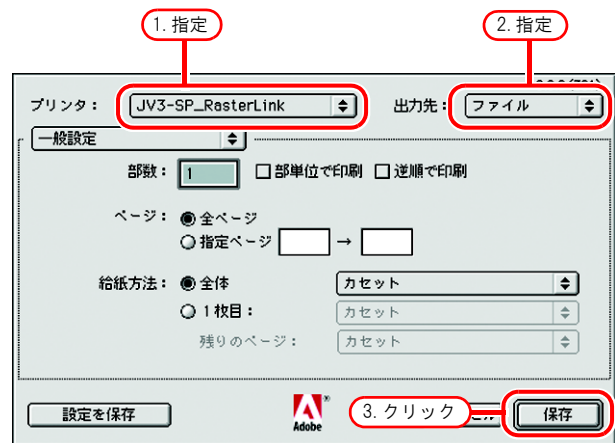 1. 指定
2. 指定
プリンタ： JV3-SP_RasterLink 出力先： ファイル
一般設定
部数： 1 部単位で印刷 逆順で印刷
ページ： 全ページ
指定ページ →
給紙方法： 全体 カセット
1 枚目： カセット
残りのページ： カセット
設定を保存 Adobe 3. クリック 保存